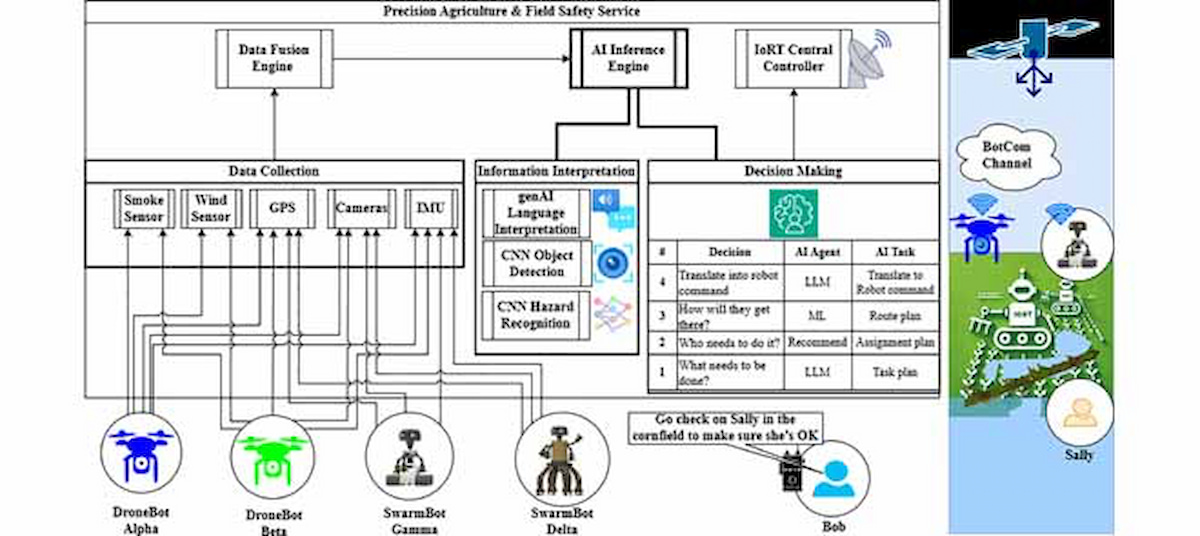 Precision Agriculture & Field Safety Service
Data Fusion
Engine
AI Inference
Engine
IoRT Central
Controller
BotCom
Channel
Data Collection
Information Interpretation
Decision Making
Smoke
Sensor
Wind
Sensor
GPS
Cameras
IMU
genAI
Language
Interpretation
CNN Object
Detection
CNN Hazard
Recognition
# Decision AI Agent AI Task
4 Translate into robot
command LLM Translate to
Robot command
3 How will they get
there? ML Route plan
2 Who needs to do it? Recommend Assignment plan
1 What needs to be
done? LLM Task plan
Go check on Sally in the
cornfield to make sure she's OK
DroneBot
Alpha
DroneBot
Beta
SwarmBot
Gamma
SwarmBot
Delta
Bob
Sally